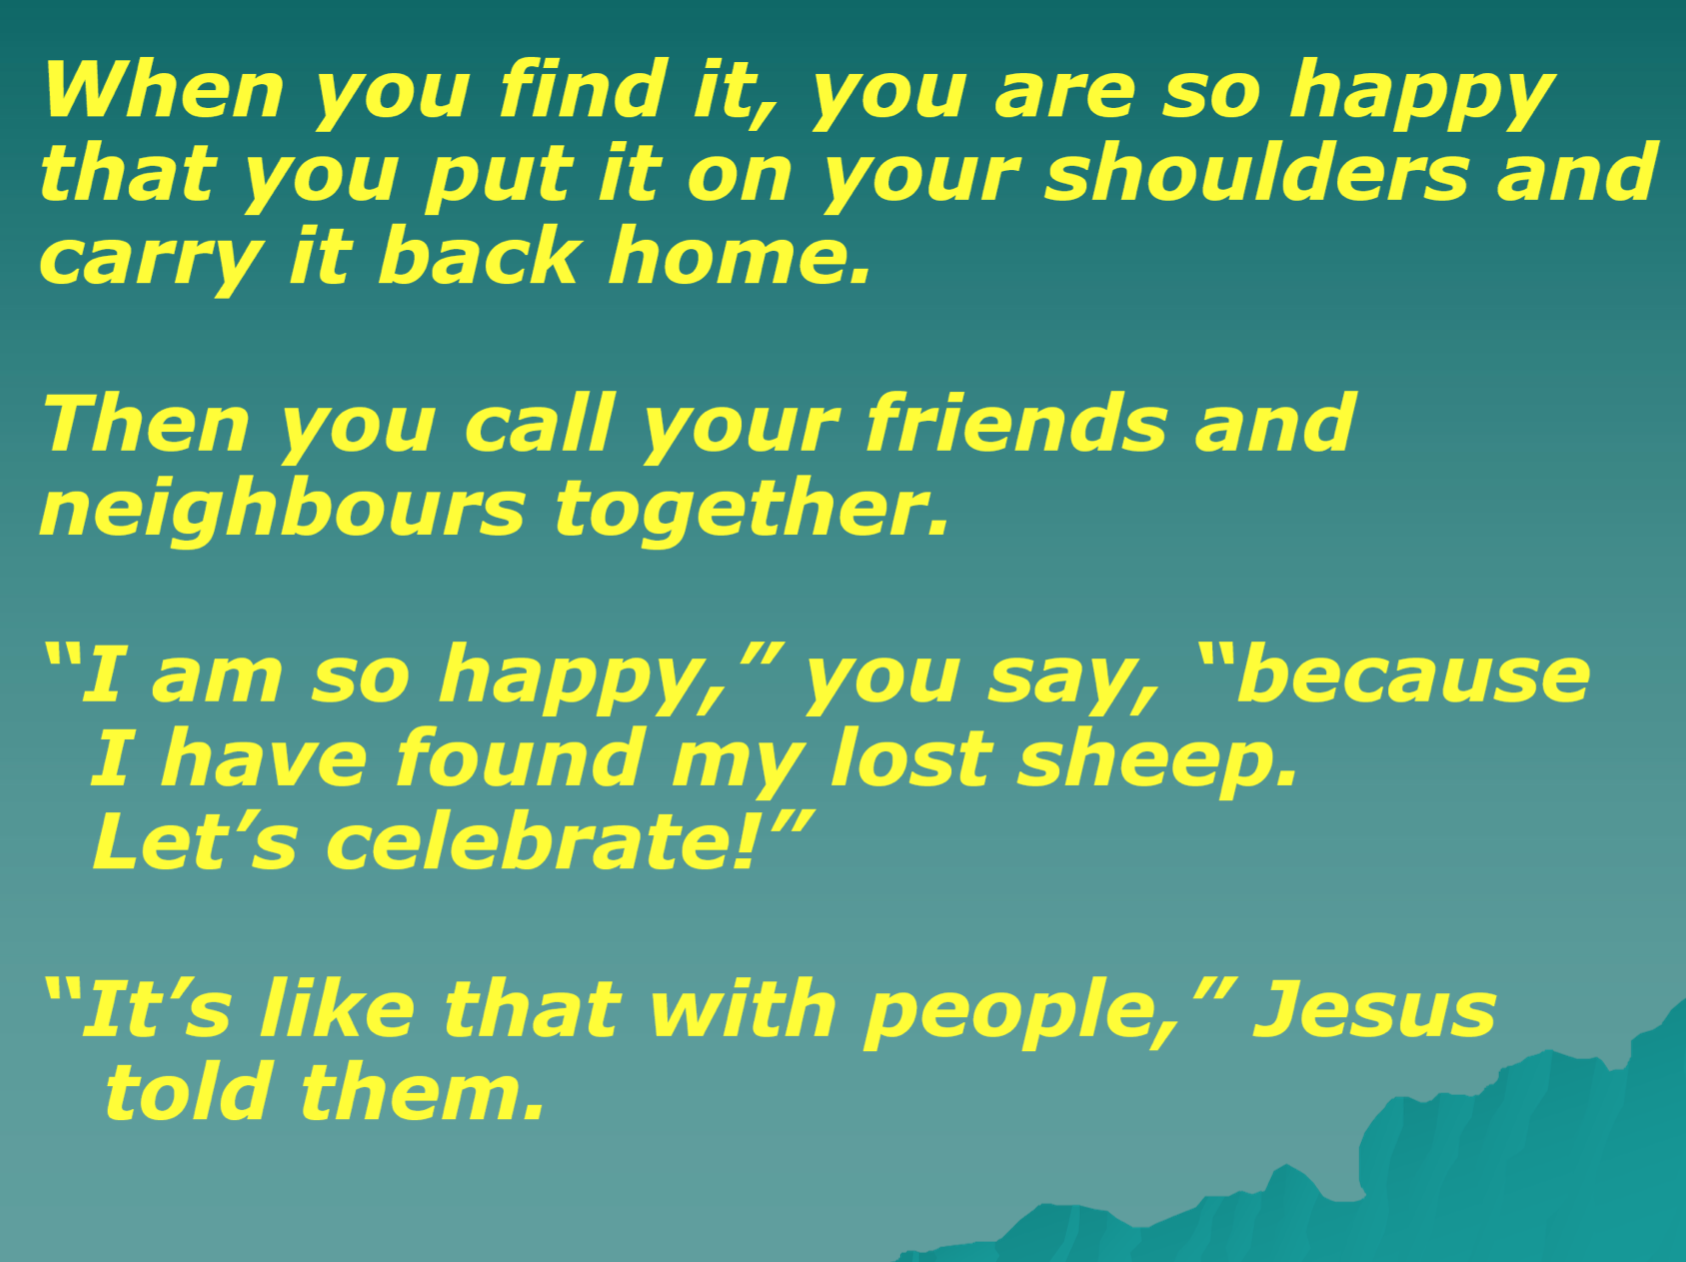 When you find it, you are so happy
that you put it on your shoulders and
carry it back home.
Then you call your friends and
neighbours together.
“I am so happy,” you say, “because
I have found my lost sheep.
Let’s celebrate!”
“It’s like that with people,” Jesus
told them.